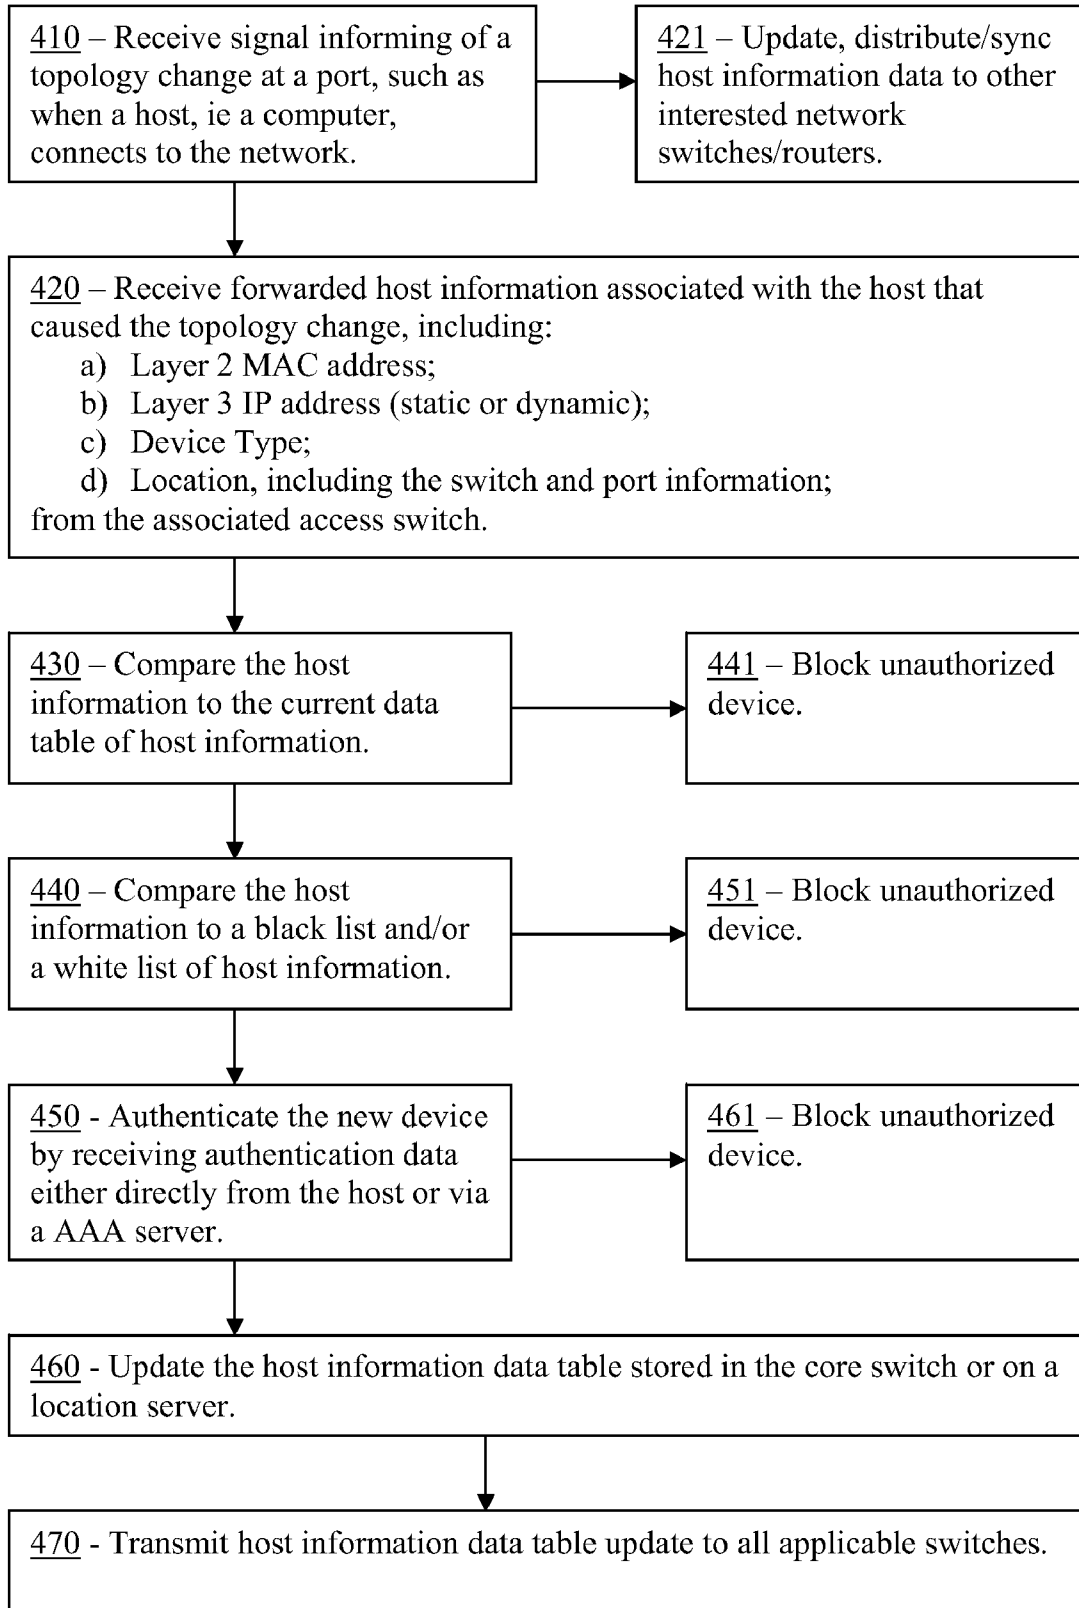 410 – Receive signal informing of a
topology change at a port, such as
when a host, ie a computer,
connects to the network.
421 – Update, distribute/sync
host information data to other
interested network
switches/routers.
420 – Receive forwarded host information associated with the host that
caused the topology change, including:
a) Layer 2 MAC address;
b) Layer 3 IP address (static or dynamic);
c) Device Type;
d) Location, including the switch and port information;
from the associated access switch.
430 – Compare the host
information to the current data
table of host information.
441 – Block unauthorized
device.
440 – Compare the host
information to a black list and/or
a white list of host information.
451 – Block unauthorized
device.
450 - Authenticate the new device
by receiving authentication data
either directly from the host or via
a AAA server.
461 – Block unauthorized
device.
460 - Update the host information data table stored in the core switch or on a
location server.
470 - Transmit host information data table update to all applicable switches.